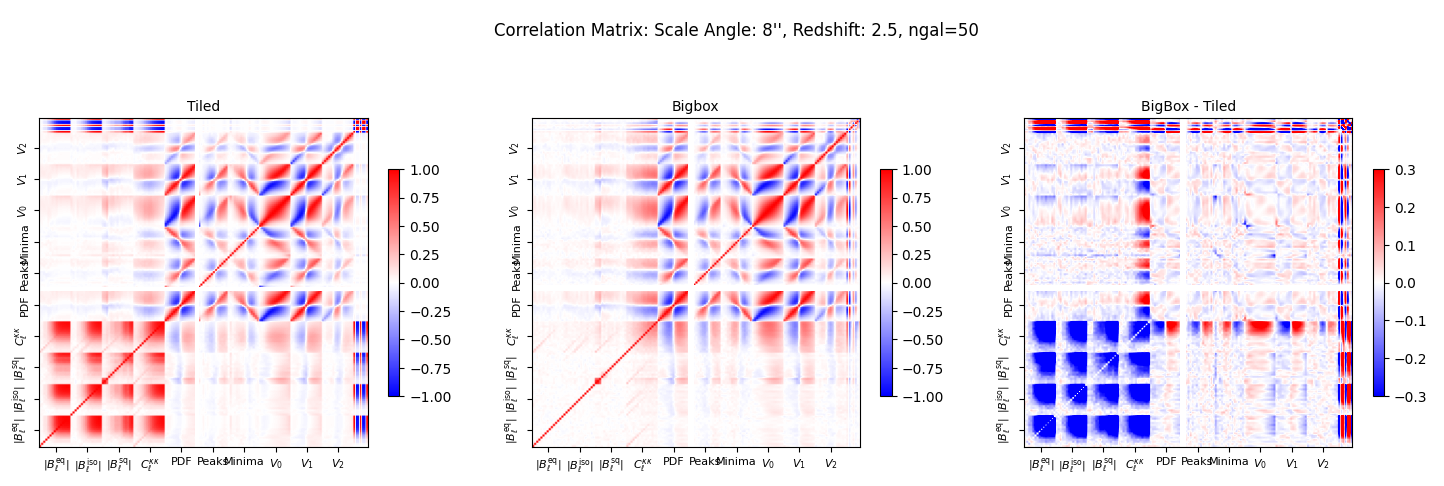 Correlation Matrix: Scale Angle: 8'', Redshift: 2.5, ngal=50
Tiled
V₂
V₁
V₀
Minima
Peaks
PDF
C_ℓ^κκ
|B_ℓ^sq|
|B_ℓ^iso|
|B_ℓ^eq|
|B_ℓ^eq| |B_ℓ^iso| |B_ℓ^sq| C_ℓ^κκ PDF Peaks Minima V₀ V₁ V₂
1.00
0.75
0.50
0.25
0.00
−0.25
−0.50
−0.75
−1.00
Bigbox
V₂
V₁
V₀
Minima
Peaks
PDF
C_ℓ^κκ
|B_ℓ^sq|
|B_ℓ^iso|
|B_ℓ^eq|
|B_ℓ^eq| |B_ℓ^iso| |B_ℓ^sq| C_ℓ^κκ PDF Peaks Minima V₀ V₁ V₂
1.00
0.75
0.50
0.25
0.00
−0.25
−0.50
−0.75
−1.00
BigBox - Tiled
V₂
V₁
V₀
Minima
Peaks
PDF
C_ℓ^κκ
|B_ℓ^sq|
|B_ℓ^iso|
|B_ℓ^eq|
|B_ℓ^eq| |B_ℓ^iso| |B_ℓ^sq| C_ℓ^κκ PDF Peaks Minima V₀ V₁ V₂
0.3
0.2
0.1
0.0
−0.1
−0.2
−0.3